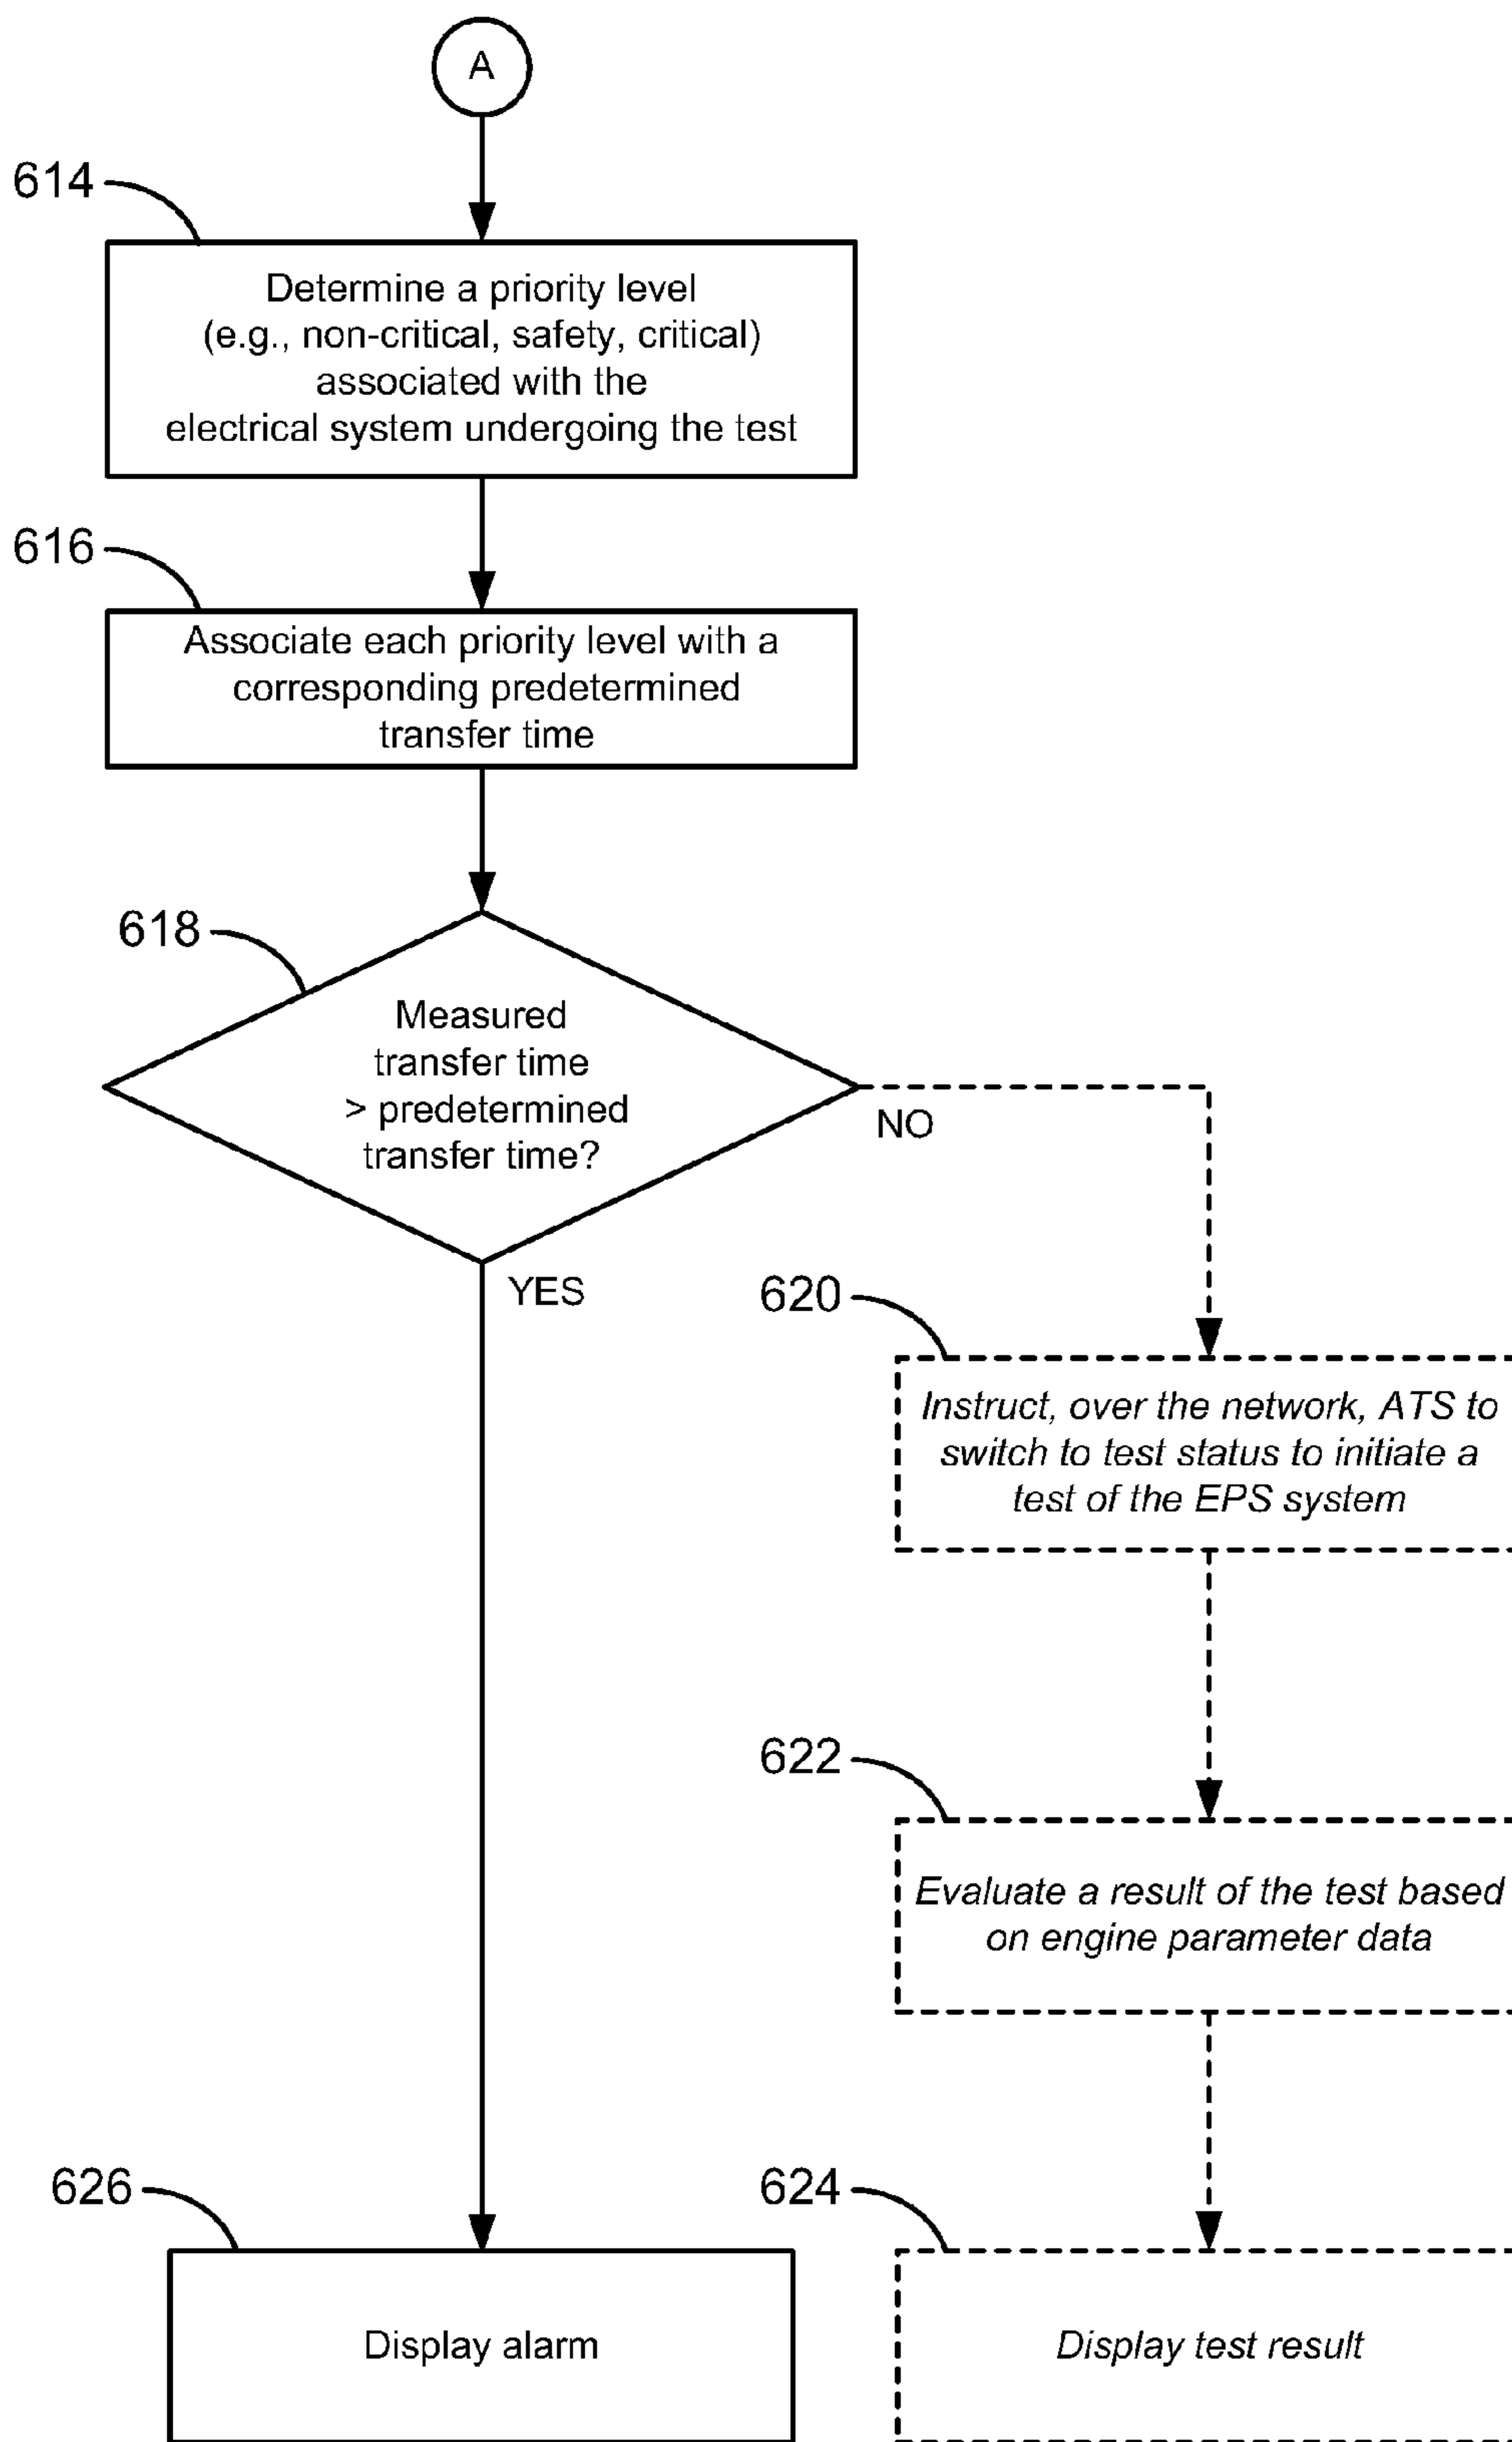 A
614
Determine a priority level
(e.g., non-critical, safety, critical)
associated with the
electrical system undergoing the test
616
Associate each priority level with a
corresponding predetermined
transfer time
618
Measured
transfer time
> predetermined
transfer time?
NO
YES
620
Instruct, over the network, ATS to
switch to test status to initiate a
test of the EPS system
622
Evaluate a result of the test based
on engine parameter data
626
Display alarm
624
Display test result